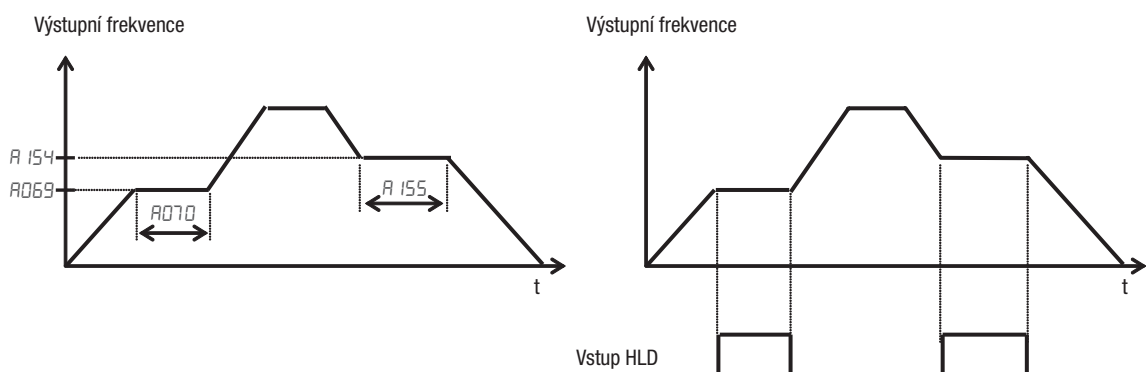 Výstupní frekvence
Výstupní frekvence
A154
A069
A070
A155
t
t
Vstup HLD